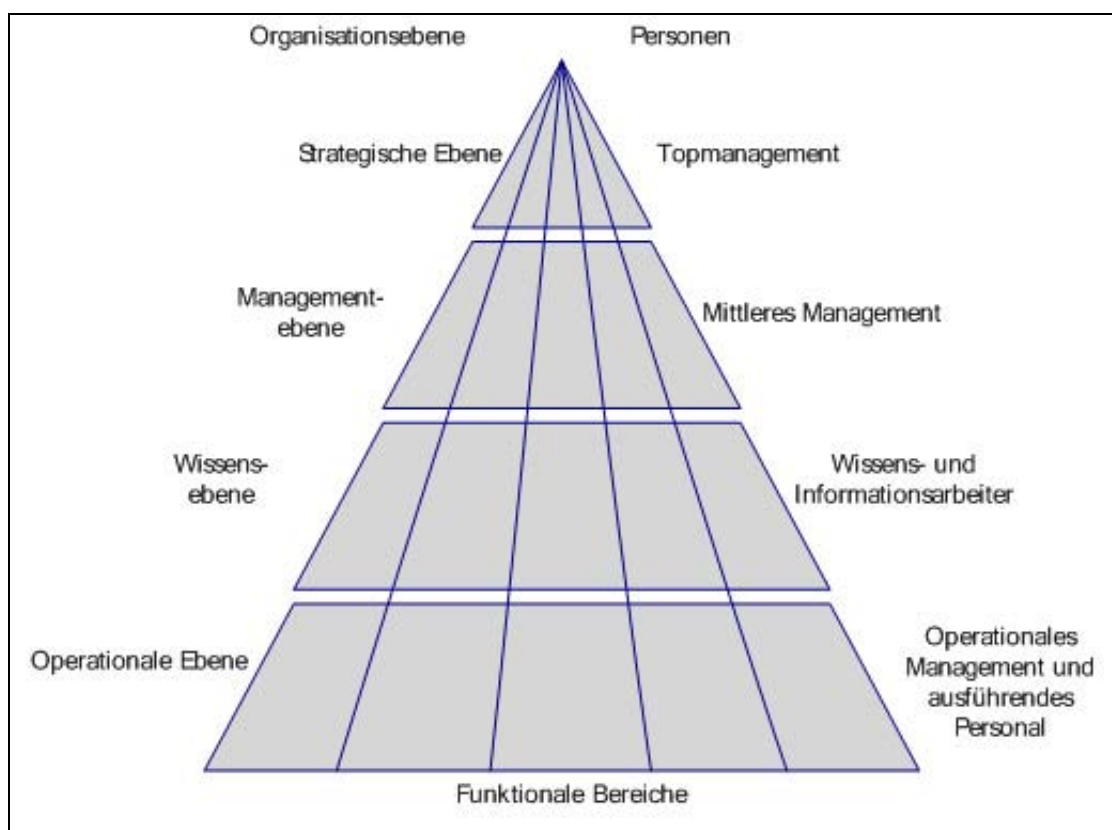 Organisationsebene Personen
Strategische Ebene Topmanagement
Management-
ebene
Mittleres Management
Wissens-
ebene
Wissens- und
Informationsarbeiter
Operationale Ebene
Operationales
Management und
ausführendes
Personal
Funktionale Bereiche